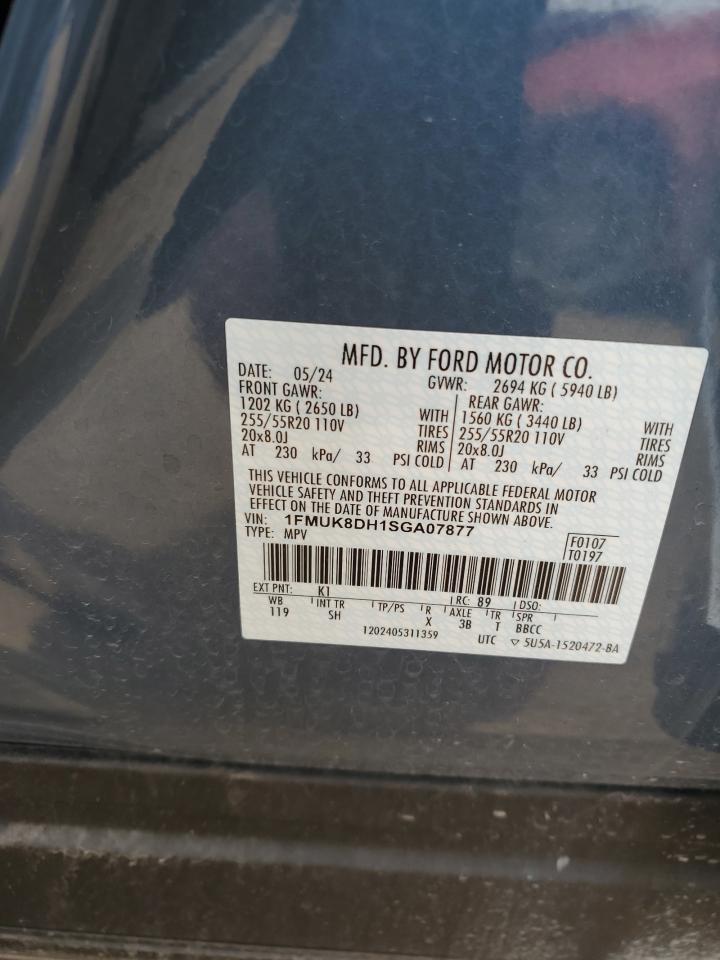 MFD. BY FORD MOTOR CO.
DATE: 05/24 GVWR: 2694 KG ( 5940 LB)
FRONT GAWR: REAR GAWR:
1202 KG ( 2650 LB) WITH 1560 KG ( 3440 LB) WITH
255/55R20 110V TIRES 255/55R20 110V TIRES
20x8.0J RIMS 20x8.0J RIMS
AT 230 kPa/ 33 PSI COLD AT 230 kPa/ 33 PSI COLD
THIS VEHICLE CONFORMS TO ALL APPLICABLE FEDERAL MOTOR
VEHICLE SAFETY AND THEFT PREVENTION STANDARDS IN
EFFECT ON THE DATE OF MANUFACTURE SHOWN ABOVE.
VIN: 1FMUK8DH1SGA07877
TYPE: MPV
F0107
T0197
EXT PNT: K1 RC: 89 DSO:
WB INT TR TP/PS R AXLE TR SPR
119 SH X 3B T BBCC
1202405311359 UTC ▽ 5U5A-1520472-BA